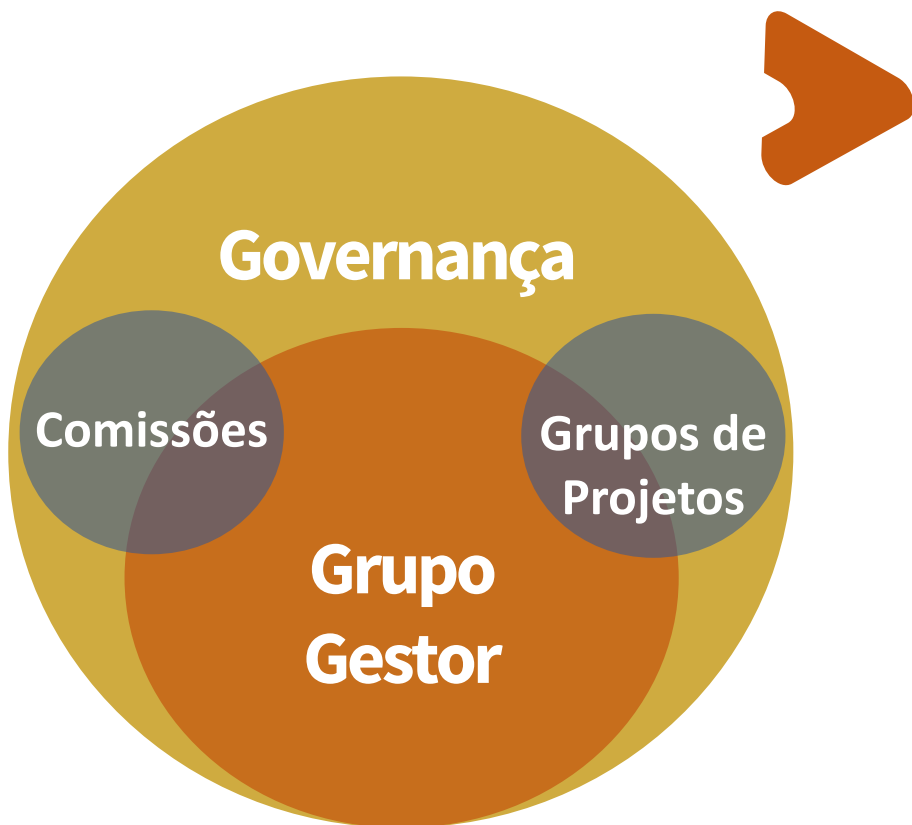 Governança
Comissões
Grupos de
Projetos
Grupo
Gestor